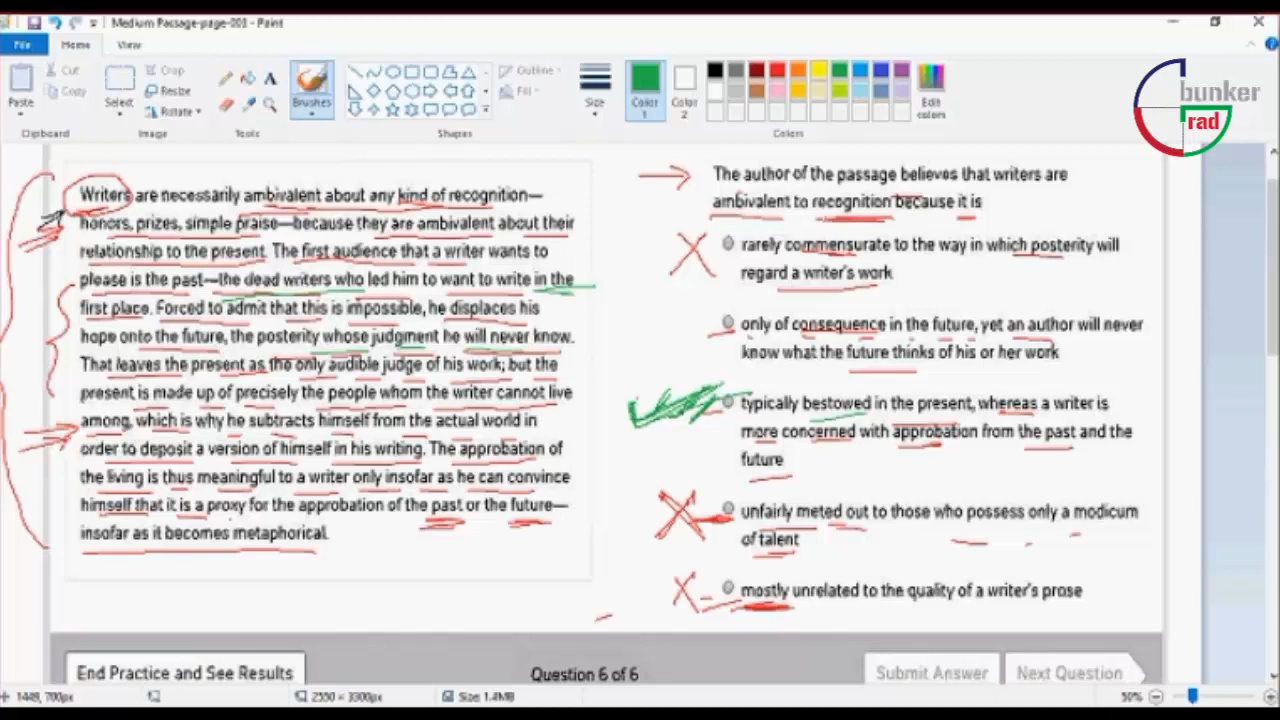 Medium Passage-page-003 - Paint
File Home View
Cut
Copy
Paste
Clipboard
Select
Crop
Resize
Rotate
Image
A
Tools
Brushes
Outline
Fill
Shapes
Size
Color 1
Color 2
Edit colors
Colors
bunker
rad
Writers are necessarily ambivalent about any kind of recognition—
honors, prizes, simple praise—because they are ambivalent about their
relationship to the present. The first audience that a writer wants to
please is the past—the dead writers who led him to want to write in the
first place. Forced to admit that this is impossible, he displaces his
hope onto the future, the posterity whose judgment he will never know.
That leaves the present as the only audible judge of his work; but the
present is made up of precisely the people whom the writer cannot live
among, which is why he subtracts himself from the actual world in
order to deposit a version of himself in his writing. The approbation of
the living is thus meaningful to a writer only insofar as he can convince
himself that it is a proxy for the approbation of the past or the future—
insofar as it becomes metaphorical.
The author of the passage believes that writers are
ambivalent to recognition because it is
rarely commensurate to the way in which posterity will
regard a writer's work
only of consequence in the future, yet an author will never
know what the future thinks of his or her work
typically bestowed in the present, whereas a writer is
more concerned with approbation from the past and the
future
unfairly meted out to those who possess only a modicum
of talent
mostly unrelated to the quality of a writer's prose
End Practice and See Results
Question 6 of 6
Submit Answer
Next Question
1448, 700px
2550 × 3300px
Size: 1.4MB
50%